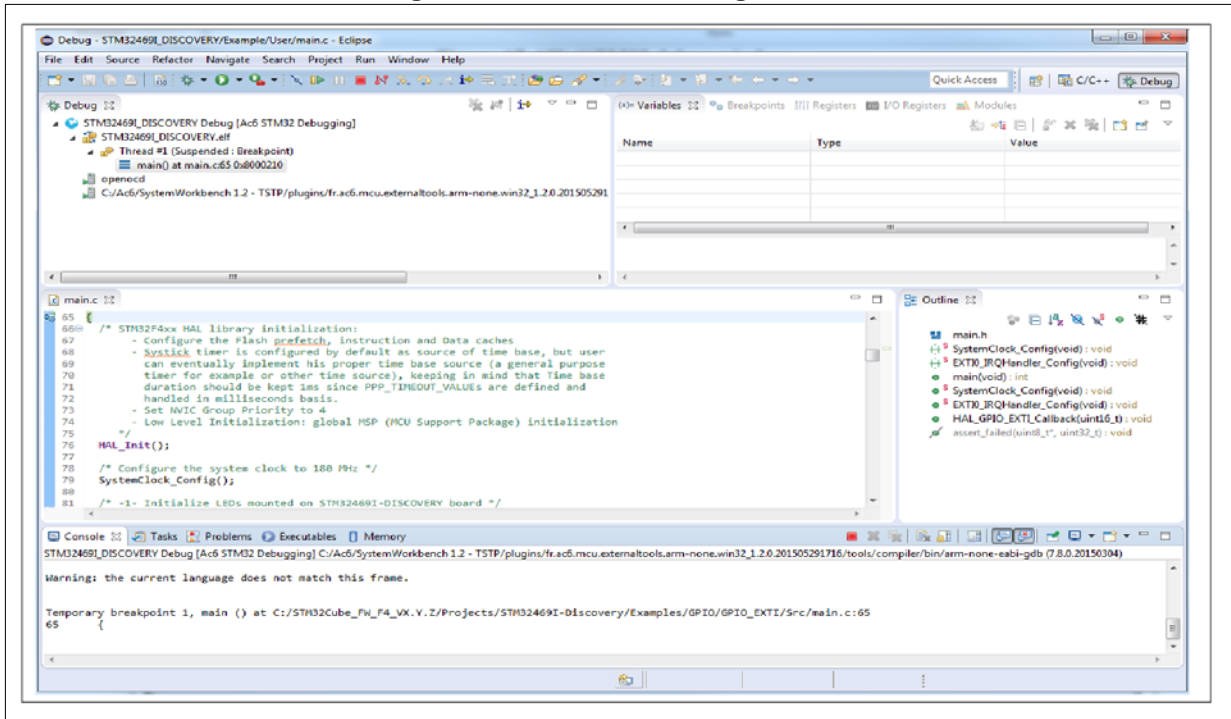 Debug - STM32469I_DISCOVERY/Example/User/main.c - Eclipse
File Edit Source Refactor Navigate Search Project Run Window Help
Quick Access C/C++ Debug
Debug
STM32469I_DISCOVERY Debug [Ac6 STM32 Debugging]
STM32469I_DISCOVERY.elf
Thread #1 (Suspended : Breakpoint)
main() at main.c:65 0x8000210
openocd
C:/Ac6/SystemWorkbench 1.2 - TSTP/plugins/fr.ac6.mcu.externaltools.arm-none.win32_1.2.0.201505291
(x)= Variables Breakpoints Registers I/O Registers Modules
Name Type Value
main.c
65 {
66 /* STM32F4xx HAL library initialization:
67 - Configure the Flash prefetch, instruction and Data caches
68 - Systick timer is configured by default as source of time base, but user
69 can eventually implement his proper time base source (a general purpose
70 timer for example or other time source), keeping in mind that Time base
71 duration should be kept 1ms since PPP_TIMEOUT_VALUEs are defined and
72 handled in milliseconds basis.
73 - Set NVIC Group Priority to 4
74 - Low Level Initialization: global MSP (MCU Support Package) initialization
75 */
76 HAL_Init();
77
78 /* Configure the system clock to 180 MHz */
79 SystemClock_Config();
80
81 /* -1- Initialize LEDs mounted on STM32469I-DISCOVERY board */
Outline
main.h
SystemClock_Config(void) : void
EXTI0_IRQHandler_Config(void) : void
main(void) : int
SystemClock_Config(void) : void
EXTI0_IRQHandler_Config(void) : void
HAL_GPIO_EXTI_Callback(uint16_t) : void
assert_failed(uint8_t*, uint32_t) : void
Console Tasks Problems Executables Memory
STM32469I_DISCOVERY Debug [Ac6 STM32 Debugging] C:/Ac6/SystemWorkbench 1.2 - TSTP/plugins/fr.ac6.mcu.externaltools.arm-none.win32_1.2.0.201505291716/tools/compiler/bin/arm-none-eabi-gdb (7.8.0.20150304)
Warning: the current language does not match this frame.
Temporary breakpoint 1, main () at C:/STM32Cube_FW_F4_VX.Y.Z/Projects/STM32469I-Discovery/Examples/GPIO/GPIO_EXTI/Src/main.c:65
65 {